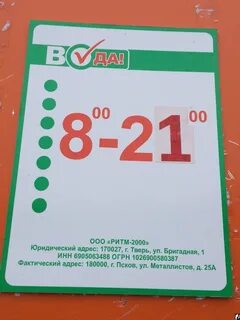 ВОДА!
8⁰⁰-21⁰⁰
ООО «РИТМ-2000»
Юридический адрес: 170027, г. Тверь, ул. Бригадная, 1
ИНН 6905063488 ОГРН 1026900580387
Фактический адрес: 180000, г. Псков, ул. Металлистов, д. 25А